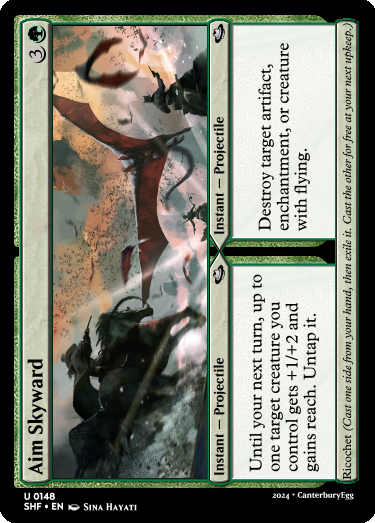 Aim Skyward
3
Instant — Projectile
Until your next turn, up to
one target creature you
control gets +1/+2 and
gains reach. Untap it.
Instant — Projectile
Destroy target artifact,
enchantment, or creature
with flying.
Ricochet (Cast one side from your hand, then exile it. Cast the other for free at your next upkeep.)
U 0148
SHF • EN SINA HAYATI
2024 • CanterburyEgg